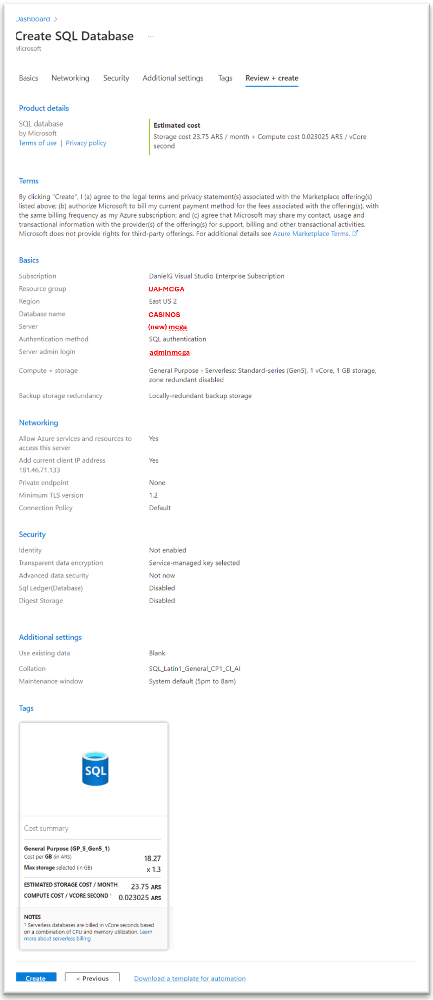 Dashboard >
Create SQL Database ...
Microsoft
Basics Networking Security Additional settings Tags Review + create
Product details
SQL database
by Microsoft
Terms of use | Privacy policy
Estimated cost
Storage cost 23.75 ARS / month + Compute cost 0.023025 ARS / vCore
second
Terms
By clicking "Create", I (a) agree to the legal terms and privacy statement(s) associated with the Marketplace offering(s)
listed above; (b) authorize Microsoft to bill my current payment method for the fees associated with the offering(s), with
the same billing frequency as my Azure subscription; and (c) agree that Microsoft may share my contact, usage and
transactional information with the provider(s) of the offering(s) for support, billing and other transactional activities.
Microsoft does not provide rights for third-party offerings. For additional details see Azure Marketplace Terms.
Basics
Subscription DanielG Visual Studio Enterprise Subscription
Resource group UAI-MCGA
Region East US 2
Database name CASINOS
Server (new) mcga
Authentication method SQL authentication
Server admin login adminmcga
Compute + storage General Purpose - Serverless: Standard-series (Gen5), 1 vCore, 1 GB storage,
zone redundant disabled
Backup storage redundancy Locally-redundant backup storage
Networking
Allow Azure services and resources to Yes
access this server
Add current client IP address Yes
181.46.71.133
Private endpoint None
Minimum TLS version 1.2
Connection Policy Default
Security
Identity Not enabled
Transparent data encryption Service-managed key selected
Advanced data security Not now
Sql Ledger(Database) Disabled
Digest Storage Disabled
Additional settings
Use existing data Blank
Collation SQL_Latin1_General_CP1_CI_AI
Maintenance window System default (5pm to 8am)
Tags
SQL
Cost summary
General Purpose (GP_S_Gen5_1)
Cost per GB (in ARS) 18.27
Max storage selected (in GB) x 1.3
ESTIMATED STORAGE COST / MONTH 23.75 ARS
COMPUTE COST / VCORE SECOND ¹ 0.023025 ARS
NOTES
¹ Serverless databases are billed in vCore seconds based
on a combination of CPU and memory utilization. Learn
more about serverless billing
Create < Previous Download a template for automation